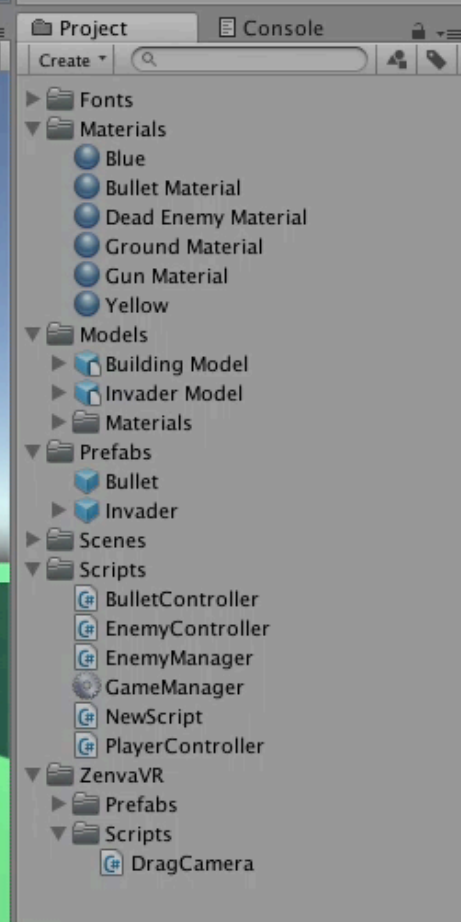 Project Console
Create
Fonts
Materials
Blue
Bullet Material
Dead Enemy Material
Ground Material
Gun Material
Yellow
Models
Building Model
Invader Model
Materials
Prefabs
Bullet
Invader
Scenes
Scripts
C# BulletController
C# EnemyController
C# EnemyManager
GameManager
C# NewScript
C# PlayerController
ZenvaVR
Prefabs
Scripts
C# DragCamera